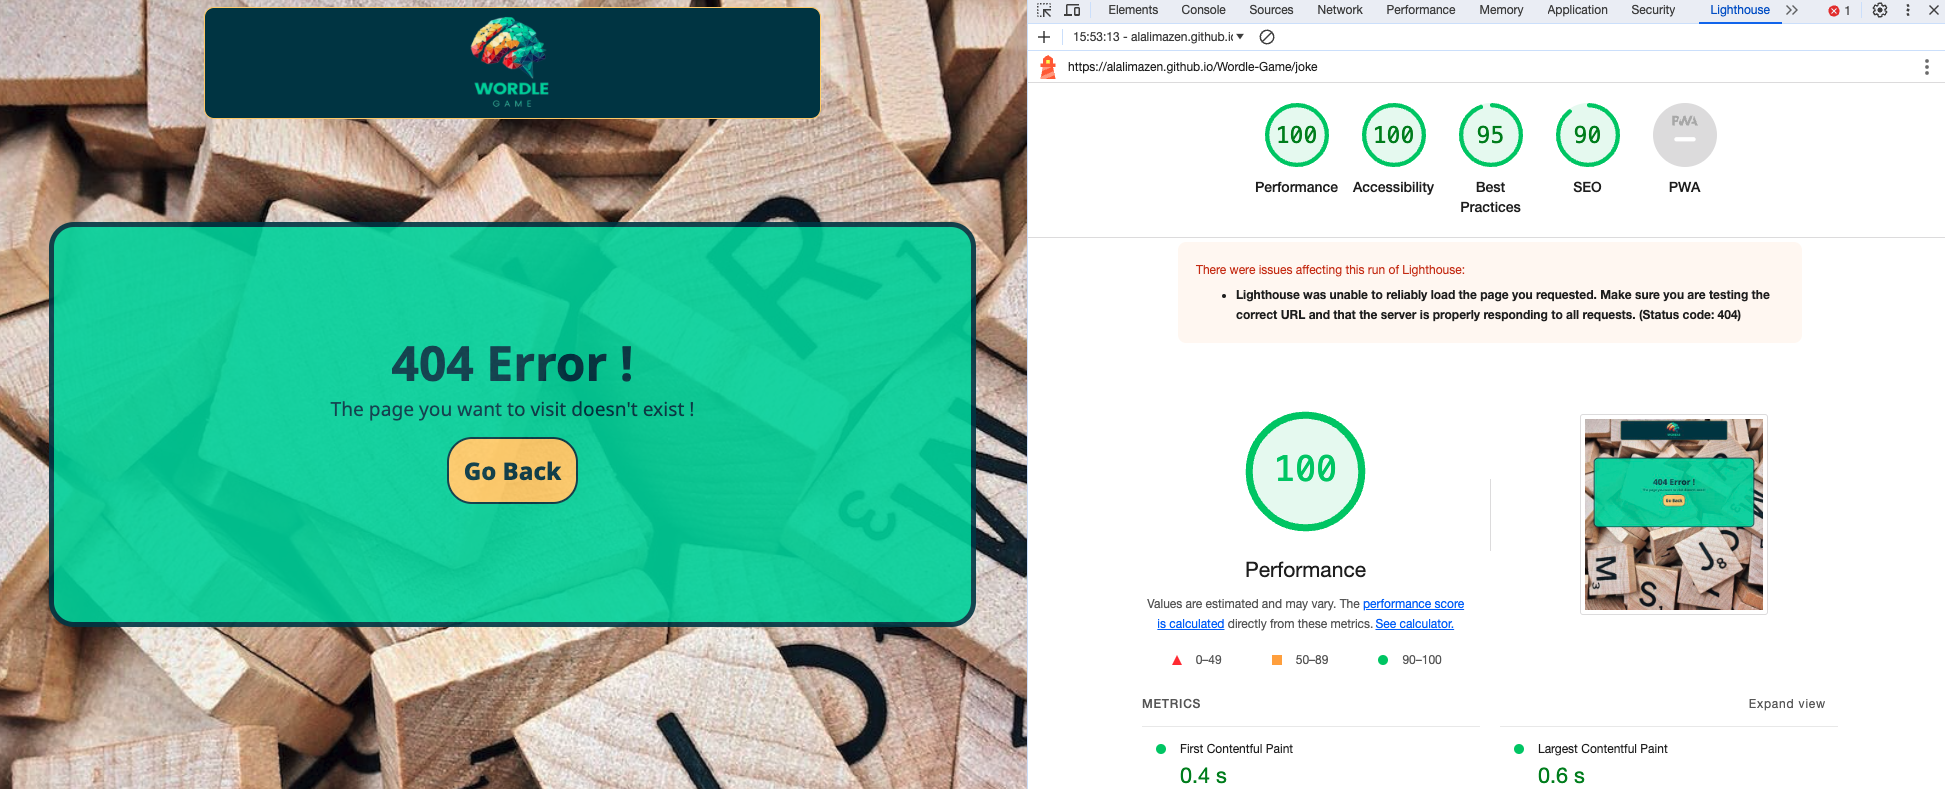 WORDLE
GAME
R
1
3
404 Error !
The page you want to visit doesn't exist !
Go Back
Elements Console Sources Network Performance Memory Application Security Lighthouse 1
15:53:13 - alalimazen.github.io
https://alalimazen.github.io/Wordle-Game/joke
100 100 95 90 PWA
Performance Accessibility Best Practices SEO PWA
There were issues affecting this run of Lighthouse:
Lighthouse was unable to reliably load the page you requested. Make sure you are testing the
correct URL and that the server is properly responding to all requests. (Status code: 404)
100
Performance
Values are estimated and may vary. The performance score
is calculated directly from these metrics. See calculator.
0–49 50–89 90–100
404 Error !
Go Back
M3 S J8
METRICS Expand view
First Contentful Paint
0.4 s
Largest Contentful Paint
0.6 s